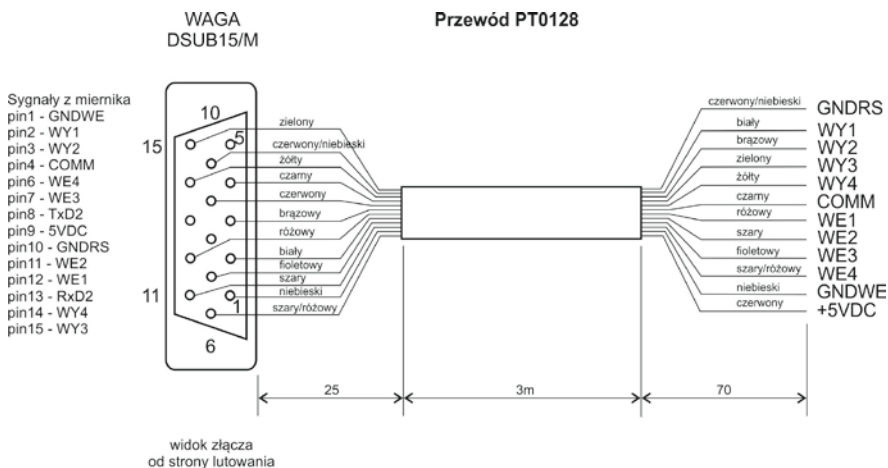 WAGA
DSUB15/M
Przewód PT0128
Sygnały z miernika
pin1 - GNDWE
pin2 - WY1
pin3 - WY2
pin4 - COMM
pin6 - WE4
pin7 - WE3
pin8 - TxD2
pin9 - 5VDC
pin10 - GNDRS
pin11 - WE2
pin12 - WE1
pin13 - RxD2
pin14 - WY4
pin15 - WY3
10
15
5
11
1
6
zielony
czerwony/niebieski
żółty
czarny
czerwony
brązowy
różowy
biały
fioletowy
szary
niebieski
szary/różowy
czerwony/niebieski GNDRS
biały WY1
brązowy WY2
zielony WY3
żółty WY4
czarny COMM
różowy WE1
szary WE2
fioletowy WE3
szary/różowy WE4
niebieski GNDWE
czerwony +5VDC
25
3m
70
widok złącza
od strony lutowania